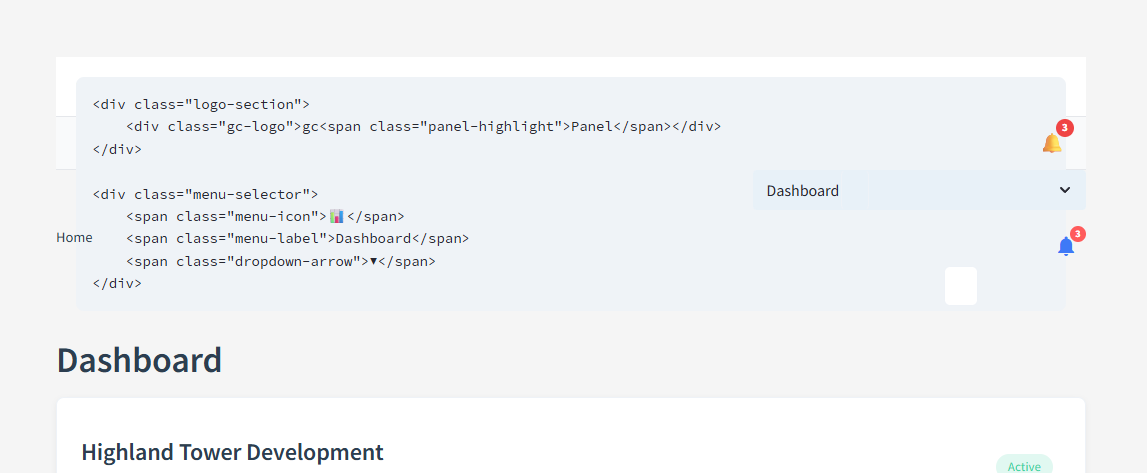 <div class="logo-section">
    <div class="gc-logo">gc<span class="panel-highlight">Panel</span></div>
</div>
3
<div class="menu-selector">
Dashboard
    <span class="menu-icon">📊</span>
Home
    <span class="menu-label">Dashboard</span>
3
    <span class="dropdown-arrow">▼</span>
</div>
Dashboard
Highland Tower Development
Active